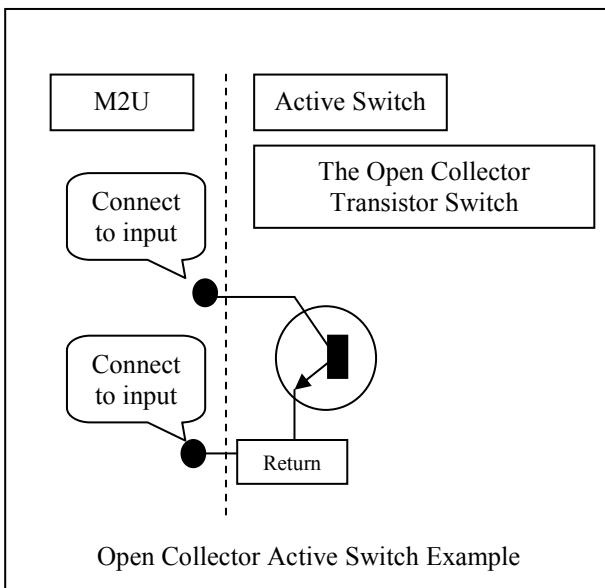 M2U
Active Switch
The Open Collector
Transistor Switch
Connect
to input
Connect
to input
Return
Open Collector Active Switch Example